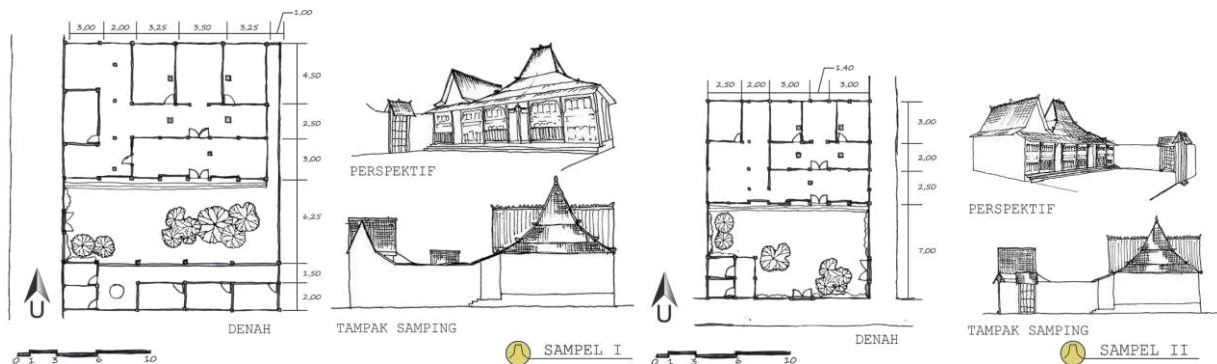 1,00
3,00 2,00 3,25 3,50 3,25
4,50
2,50
3,00
6,25
1,50
2,00
U
DENAH
0 1 3 6 10
PERSPEKTIF
TAMPAK SAMPING
SAMPEL I
1,40
2,50 2,00 3,00 3,00
3,00
2,00
2,50
7,00
U
DENAH
0 1 3 6 10
PERSPEKTIF
TAMPAK SAMPING
SAMPEL II